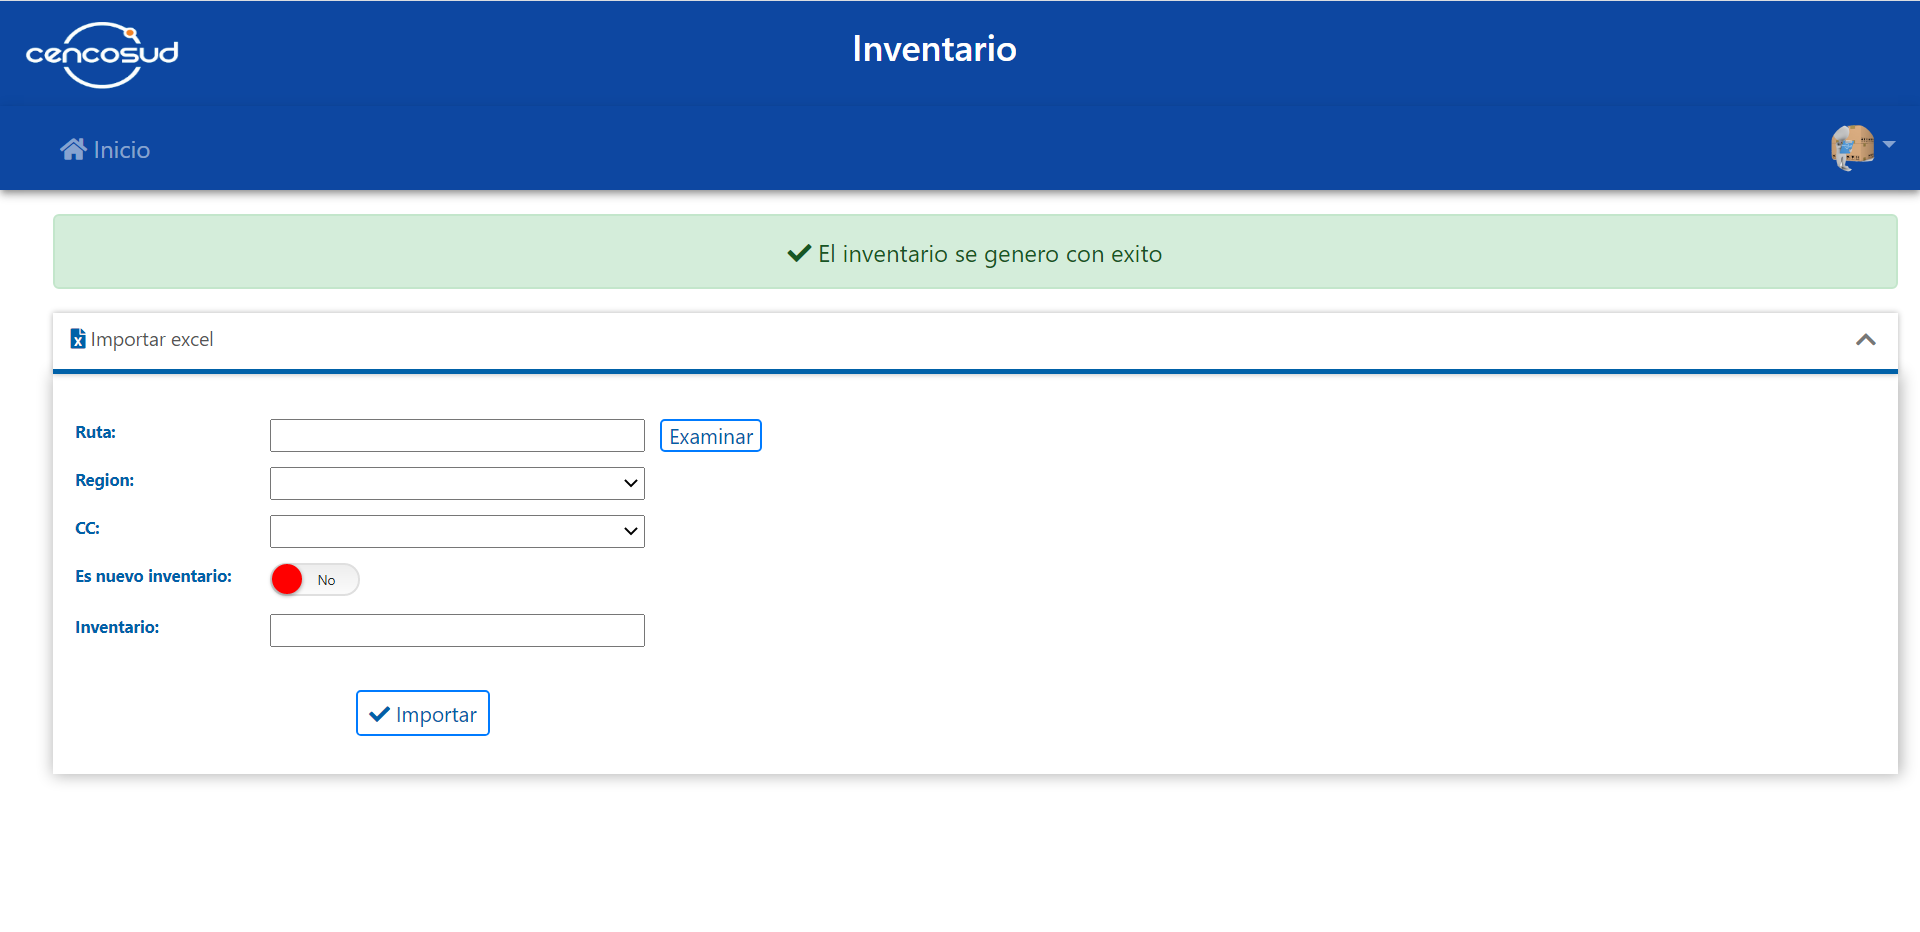 cencosud
Inventario
Inicio
El inventario se genero con exito
Importar excel
Ruta:
Examinar
Region:
CC:
Es nuevo inventario:
No
Inventario:
Importar